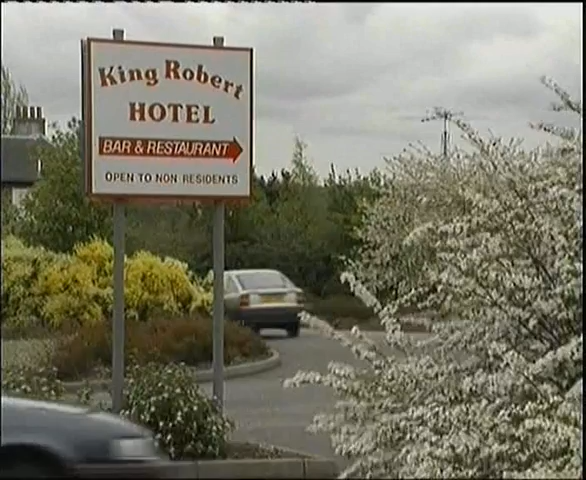 King Robert
HOTEL
BAR & RESTAURANT
OPEN TO NON RESIDENTS